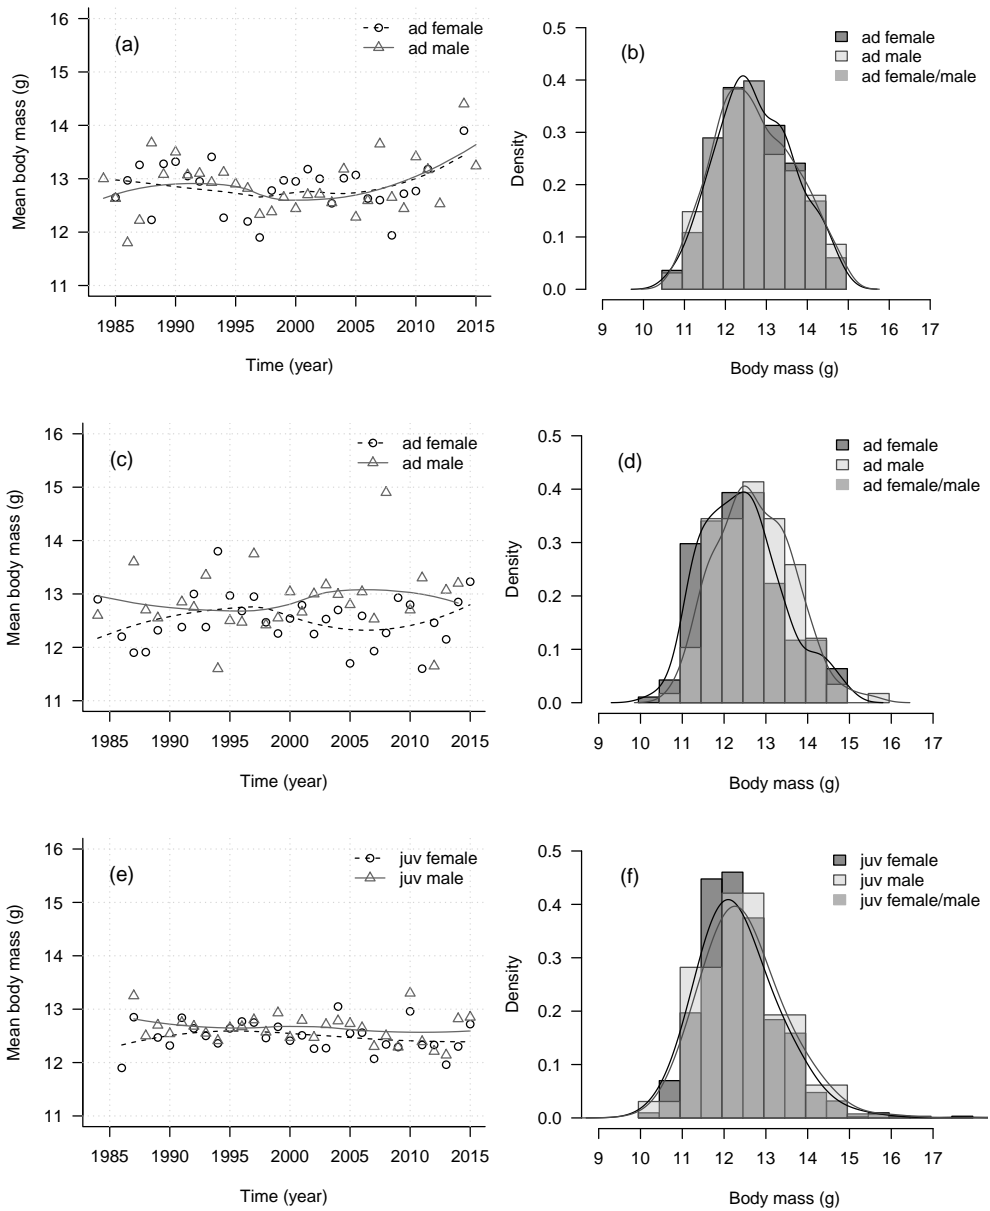 (a)
ad female
ad male
Mean body mass (g)
16
15
14
13
12
11
1985 1990 1995 2000 2005 2010 2015
Time (year)
(b)
ad female
ad male
ad female/male
Density
0.5
0.4
0.3
0.2
0.1
0.0
9 10 11 12 13 14 15 16 17
Body mass (g)
(c)
ad female
ad male
Mean body mass (g)
16
15
14
13
12
11
1985 1990 1995 2000 2005 2010 2015
Time (year)
(d)
ad female
ad male
ad female/male
Density
0.5
0.4
0.3
0.2
0.1
0.0
9 10 11 12 13 14 15 16 17
Body mass (g)
(e)
juv female
juv male
Mean body mass (g)
16
15
14
13
12
11
1985 1990 1995 2000 2005 2010 2015
Time (year)
(f)
juv female
juv male
juv female/male
Density
0.5
0.4
0.3
0.2
0.1
0.0
9 10 11 12 13 14 15 16 17
Body mass (g)